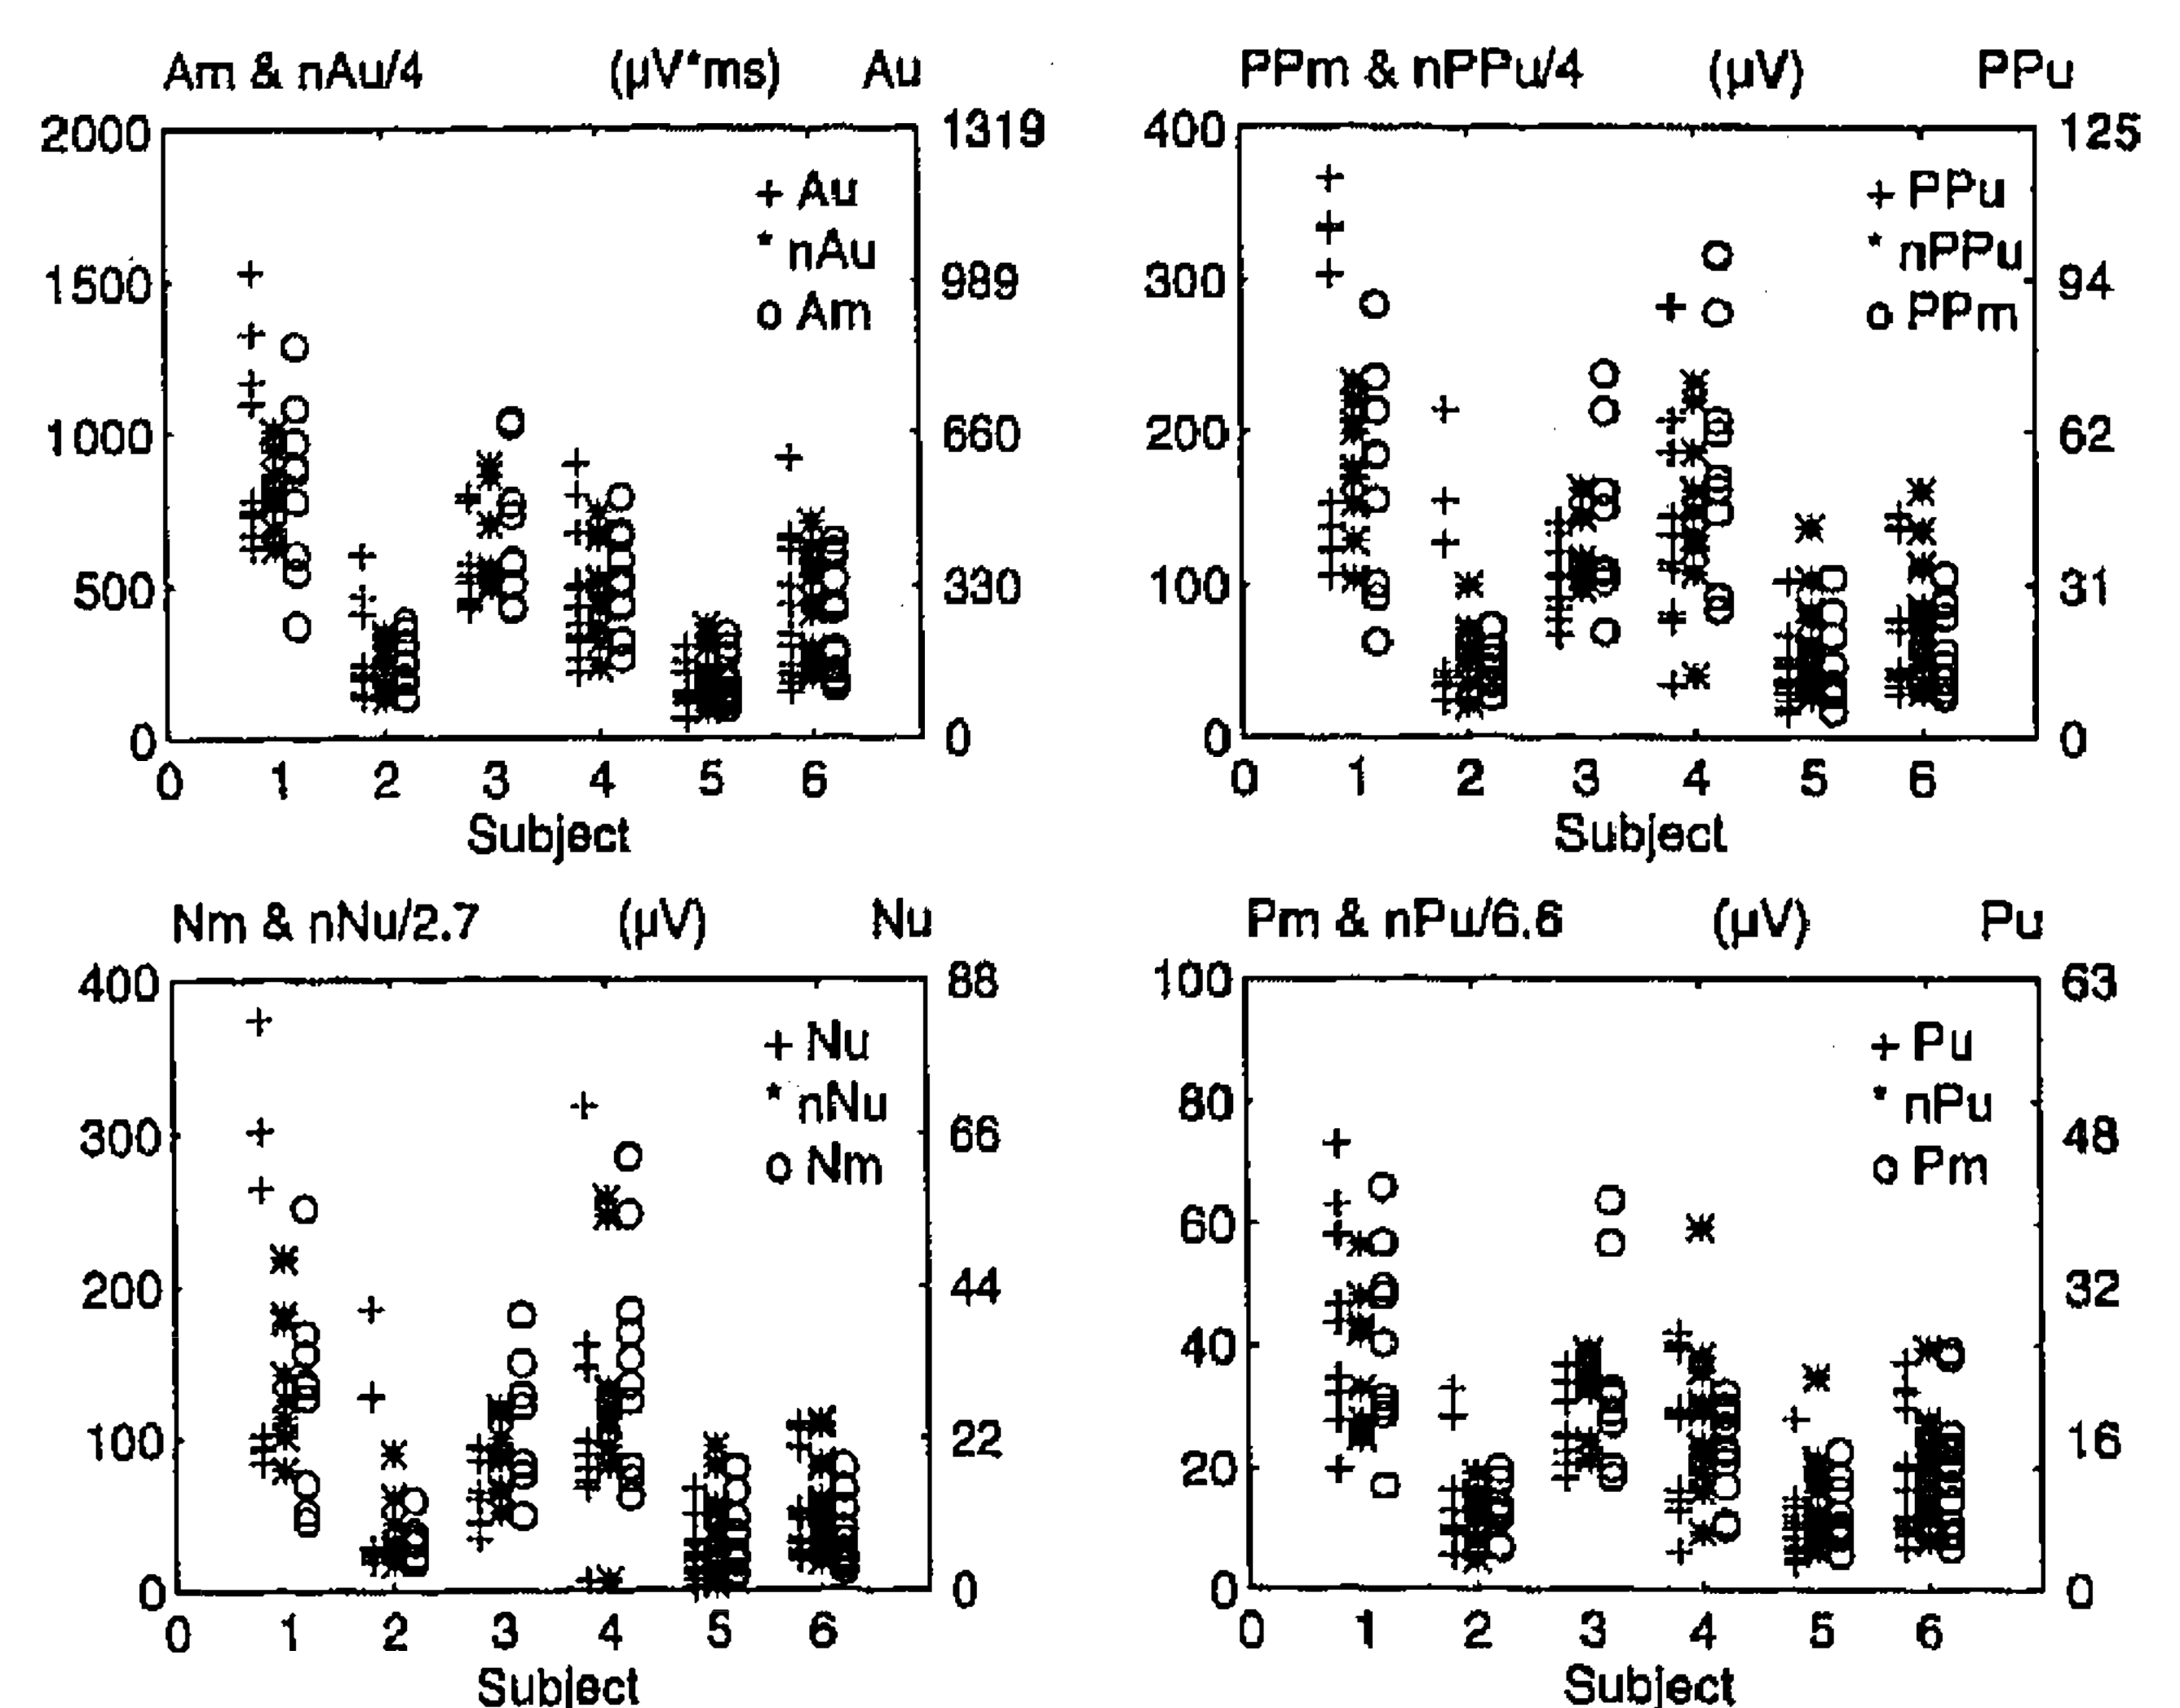 Am & nAu/4 (µV*ms) Au
2000 1319
+ Au
* nAu
1500 989
o Am
1000 660
500 330
0 0
0 1 2 3 4 5 6
Subject
PPm & nPPu/4 (µV) PPu
400 125
+ PPu
* nPPu
300 94
o PPm
200 62
100 31
0 0
0 1 2 3 4 5 6
Subject
Nm & nNu/2.7 (µV) Nu
400 88
+ Nu
* nNu
300 66
o Nm
200 44
100 22
0 0
0 1 2 3 4 5 6
Subject
Pm & nPu/6.6 (µV) Pu
100 63
+ Pu
80
* nPu
48
o Pm
60
32
40
20 16
0 0
0 1 2 3 4 5 6
Subject